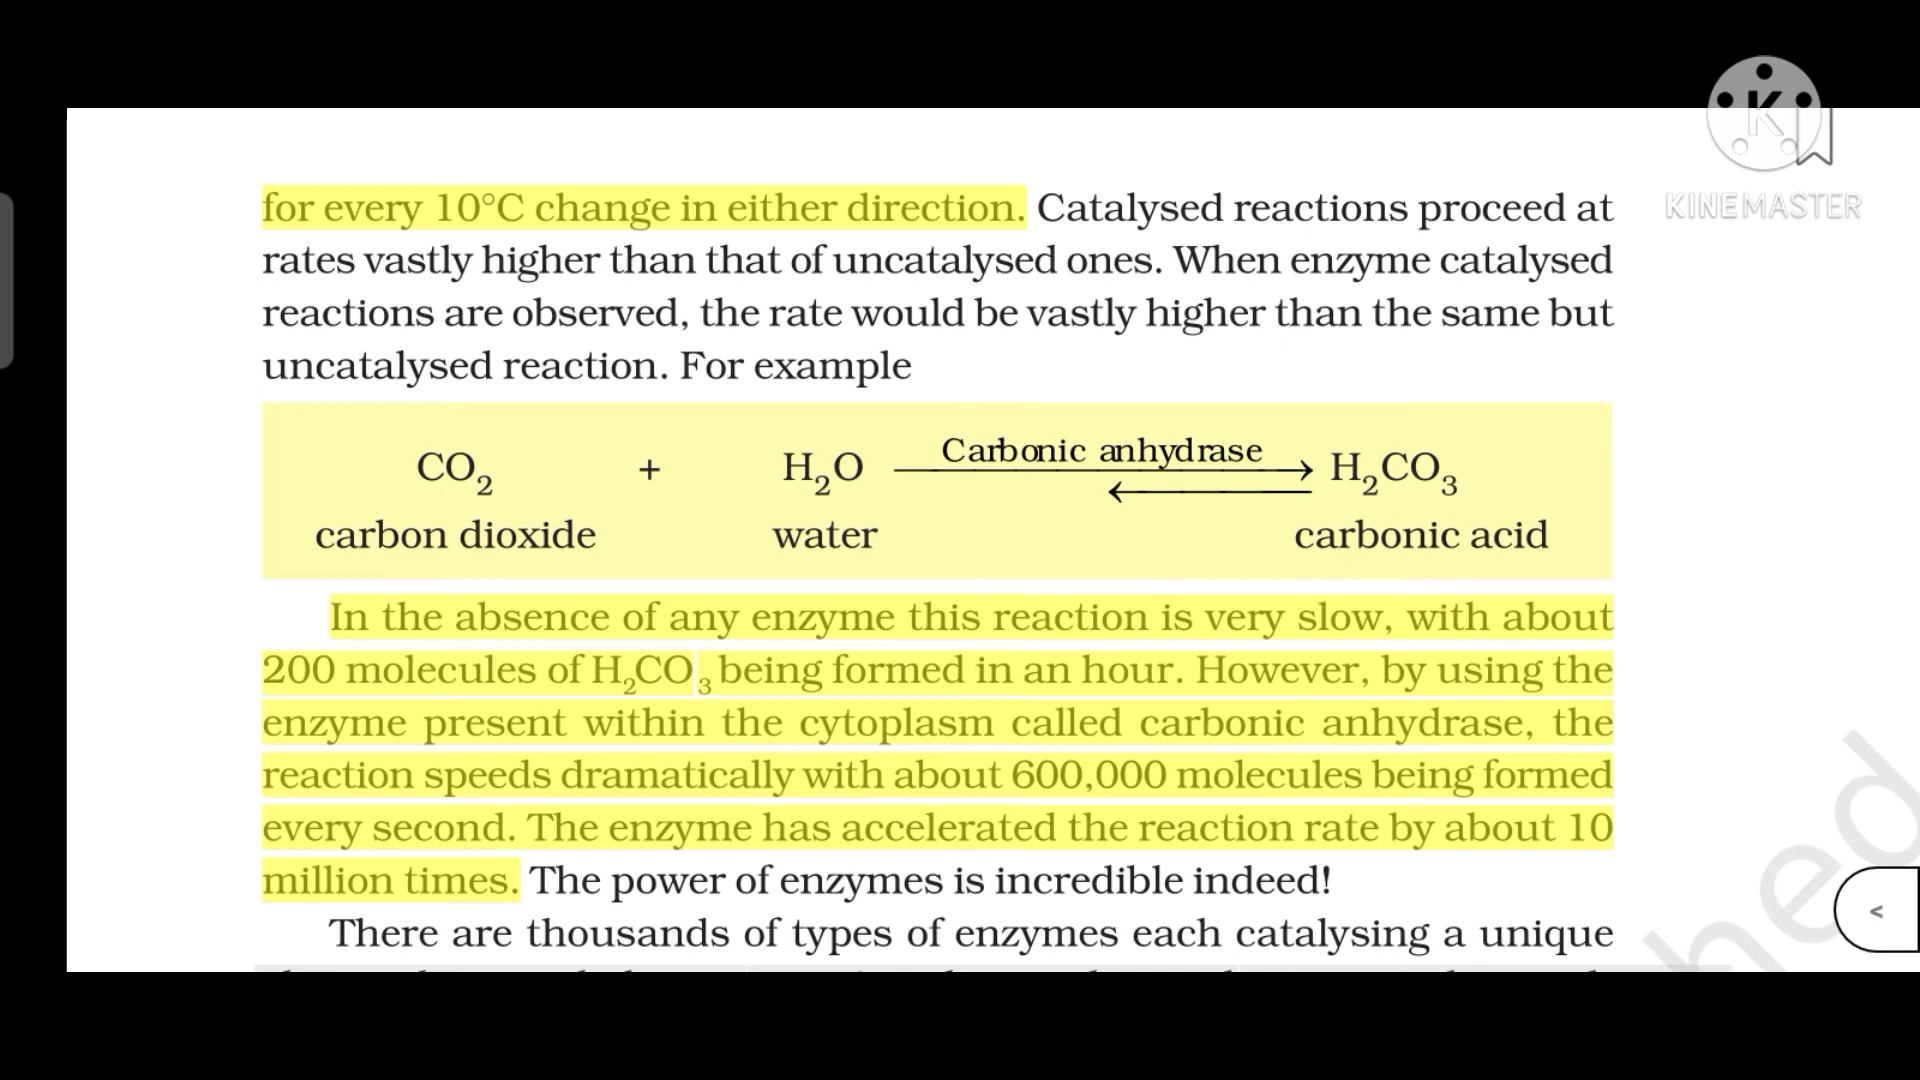 K
KINEMASTER
for every 10°C change in either direction. Catalysed reactions proceed at
rates vastly higher than that of uncatalysed ones. When enzyme catalysed
reactions are observed, the rate would be vastly higher than the same but
uncatalysed reaction. For example
CO₂ + H₂O Carbonic anhydrase H₂CO₃
carbon dioxide water carbonic acid
In the absence of any enzyme this reaction is very slow, with about
200 molecules of H₂CO₃ being formed in an hour. However, by using the
enzyme present within the cytoplasm called carbonic anhydrase, the
reaction speeds dramatically with about 600,000 molecules being formed
every second. The enzyme has accelerated the reaction rate by about 10
million times. The power of enzymes is incredible indeed!
There are thousands of types of enzymes each catalysing a unique
hed
<